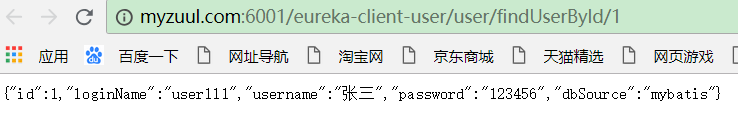 myzuul.com:6001/eureka-client-user/user/findUserById/1
应用 百度一下 网址导航 淘宝网 京东商城 天猫精选 网页游戏
{"id":1,"loginName":"user111","username":"张三","password":"123456","dbSource":"mybatis"}